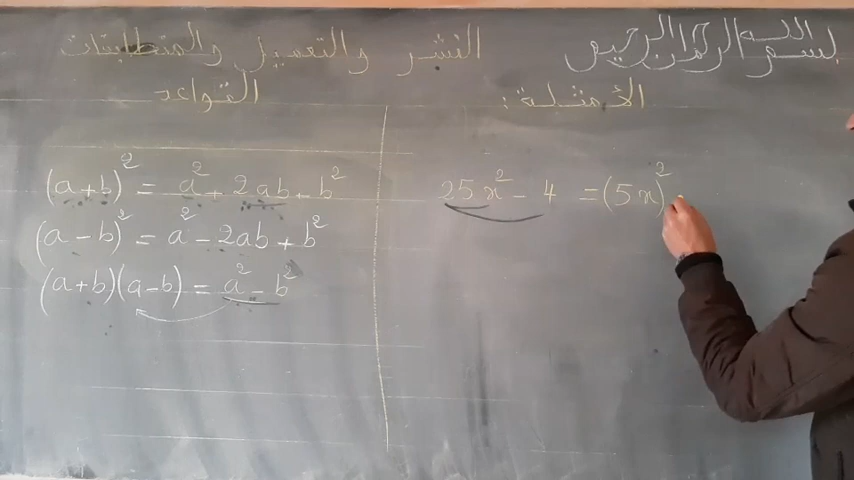 بسم الله الرحمن الرحيم
النشر والتعميل والمتطابقات
الأمثلة :
القواعد
25x² - 4 = (5x)²
(a+b)² = a² + 2ab + b²
(a-b)² = a² - 2ab + b²
(a+b)(a-b) = a² - b²